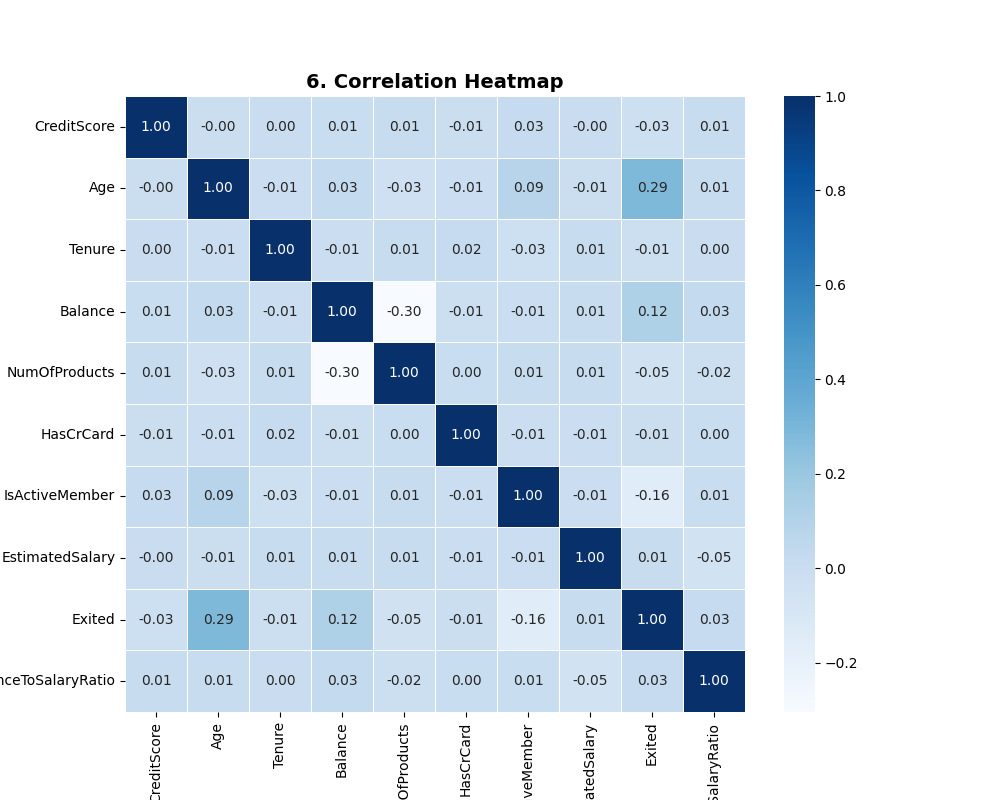 6. Correlation Heatmap
CreditScore 1.00 -0.00 0.00 0.01 0.01 -0.01 0.03 -0.00 -0.03 0.01
Age -0.00 1.00 -0.01 0.03 -0.03 -0.01 0.09 -0.01 0.29 0.01
Tenure 0.00 -0.01 1.00 -0.01 0.01 0.02 -0.03 0.01 -0.01 0.00
Balance 0.01 0.03 -0.01 1.00 -0.30 -0.01 -0.01 0.01 0.12 0.03
NumOfProducts 0.01 -0.03 0.01 -0.30 1.00 0.00 0.01 0.01 -0.05 -0.02
HasCrCard -0.01 -0.01 0.02 -0.01 0.00 1.00 -0.01 -0.01 -0.01 0.00
IsActiveMember 0.03 0.09 -0.03 -0.01 0.01 -0.01 1.00 -0.01 -0.16 0.01
EstimatedSalary -0.00 -0.01 0.01 0.01 0.01 -0.01 -0.01 1.00 0.01 -0.05
Exited -0.03 0.29 -0.01 0.12 -0.05 -0.01 -0.16 0.01 1.00 0.03
nceToSalaryRatio 0.01 0.01 0.00 0.03 -0.02 0.00 0.01 -0.05 0.03 1.00
CreditScore
Age
Tenure
Balance
OfProducts
HasCrCard
veMember
atedSalary
Exited
SalaryRatio
1.0
0.8
0.6
0.4
0.2
0.0
−0.2